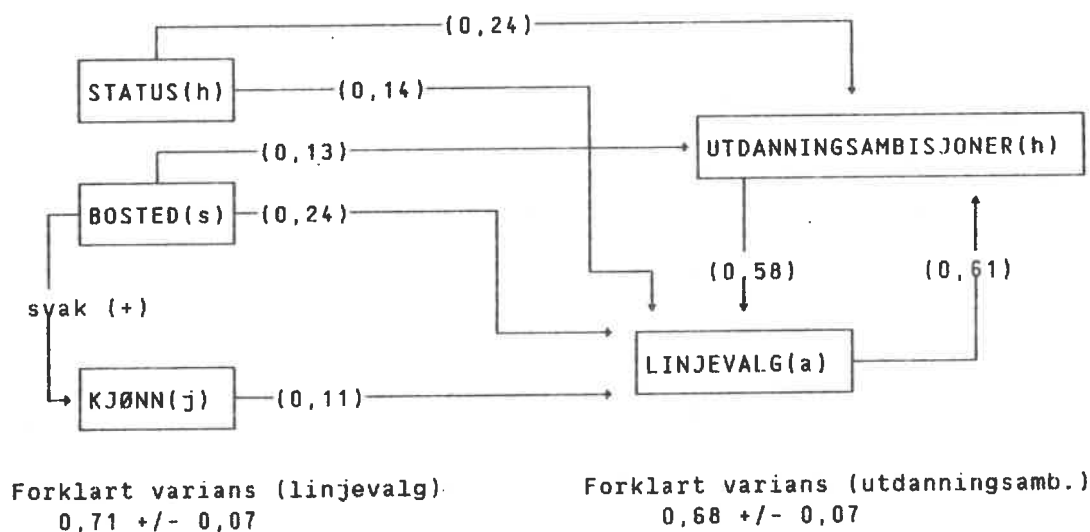 (0,24)
STATUS(h)
(0,14)
(0,13)
UTDANNINGSAMBISJONER(h)
BOSTED(s)
(0,24)
(0,58)
(0,61)
svak (+)
LINJEVALG(a)
KJØNN(j)
(0,11)
Forklart varians (linjevalg)
0,71 +/- 0,07
Forklart varians (utdanningsamb.)
0,68 +/- 0,07